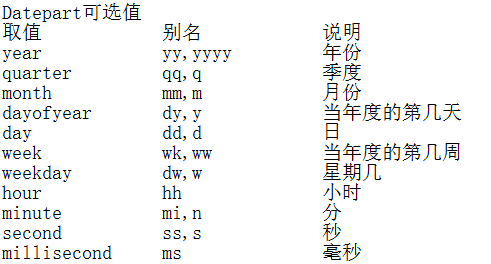 Datepart可选值
取值 别名 说明
year yy,yyyy 年份
quarter qq,q 季度
month mm,m 月份
dayofyear dy,y 当年度的第几天
day dd,d 日
week wk,ww 当年度的第几周
weekday dw,w 星期几
hour hh 小时
minute mi,n 分
second ss,s 秒
millisecond ms 毫秒